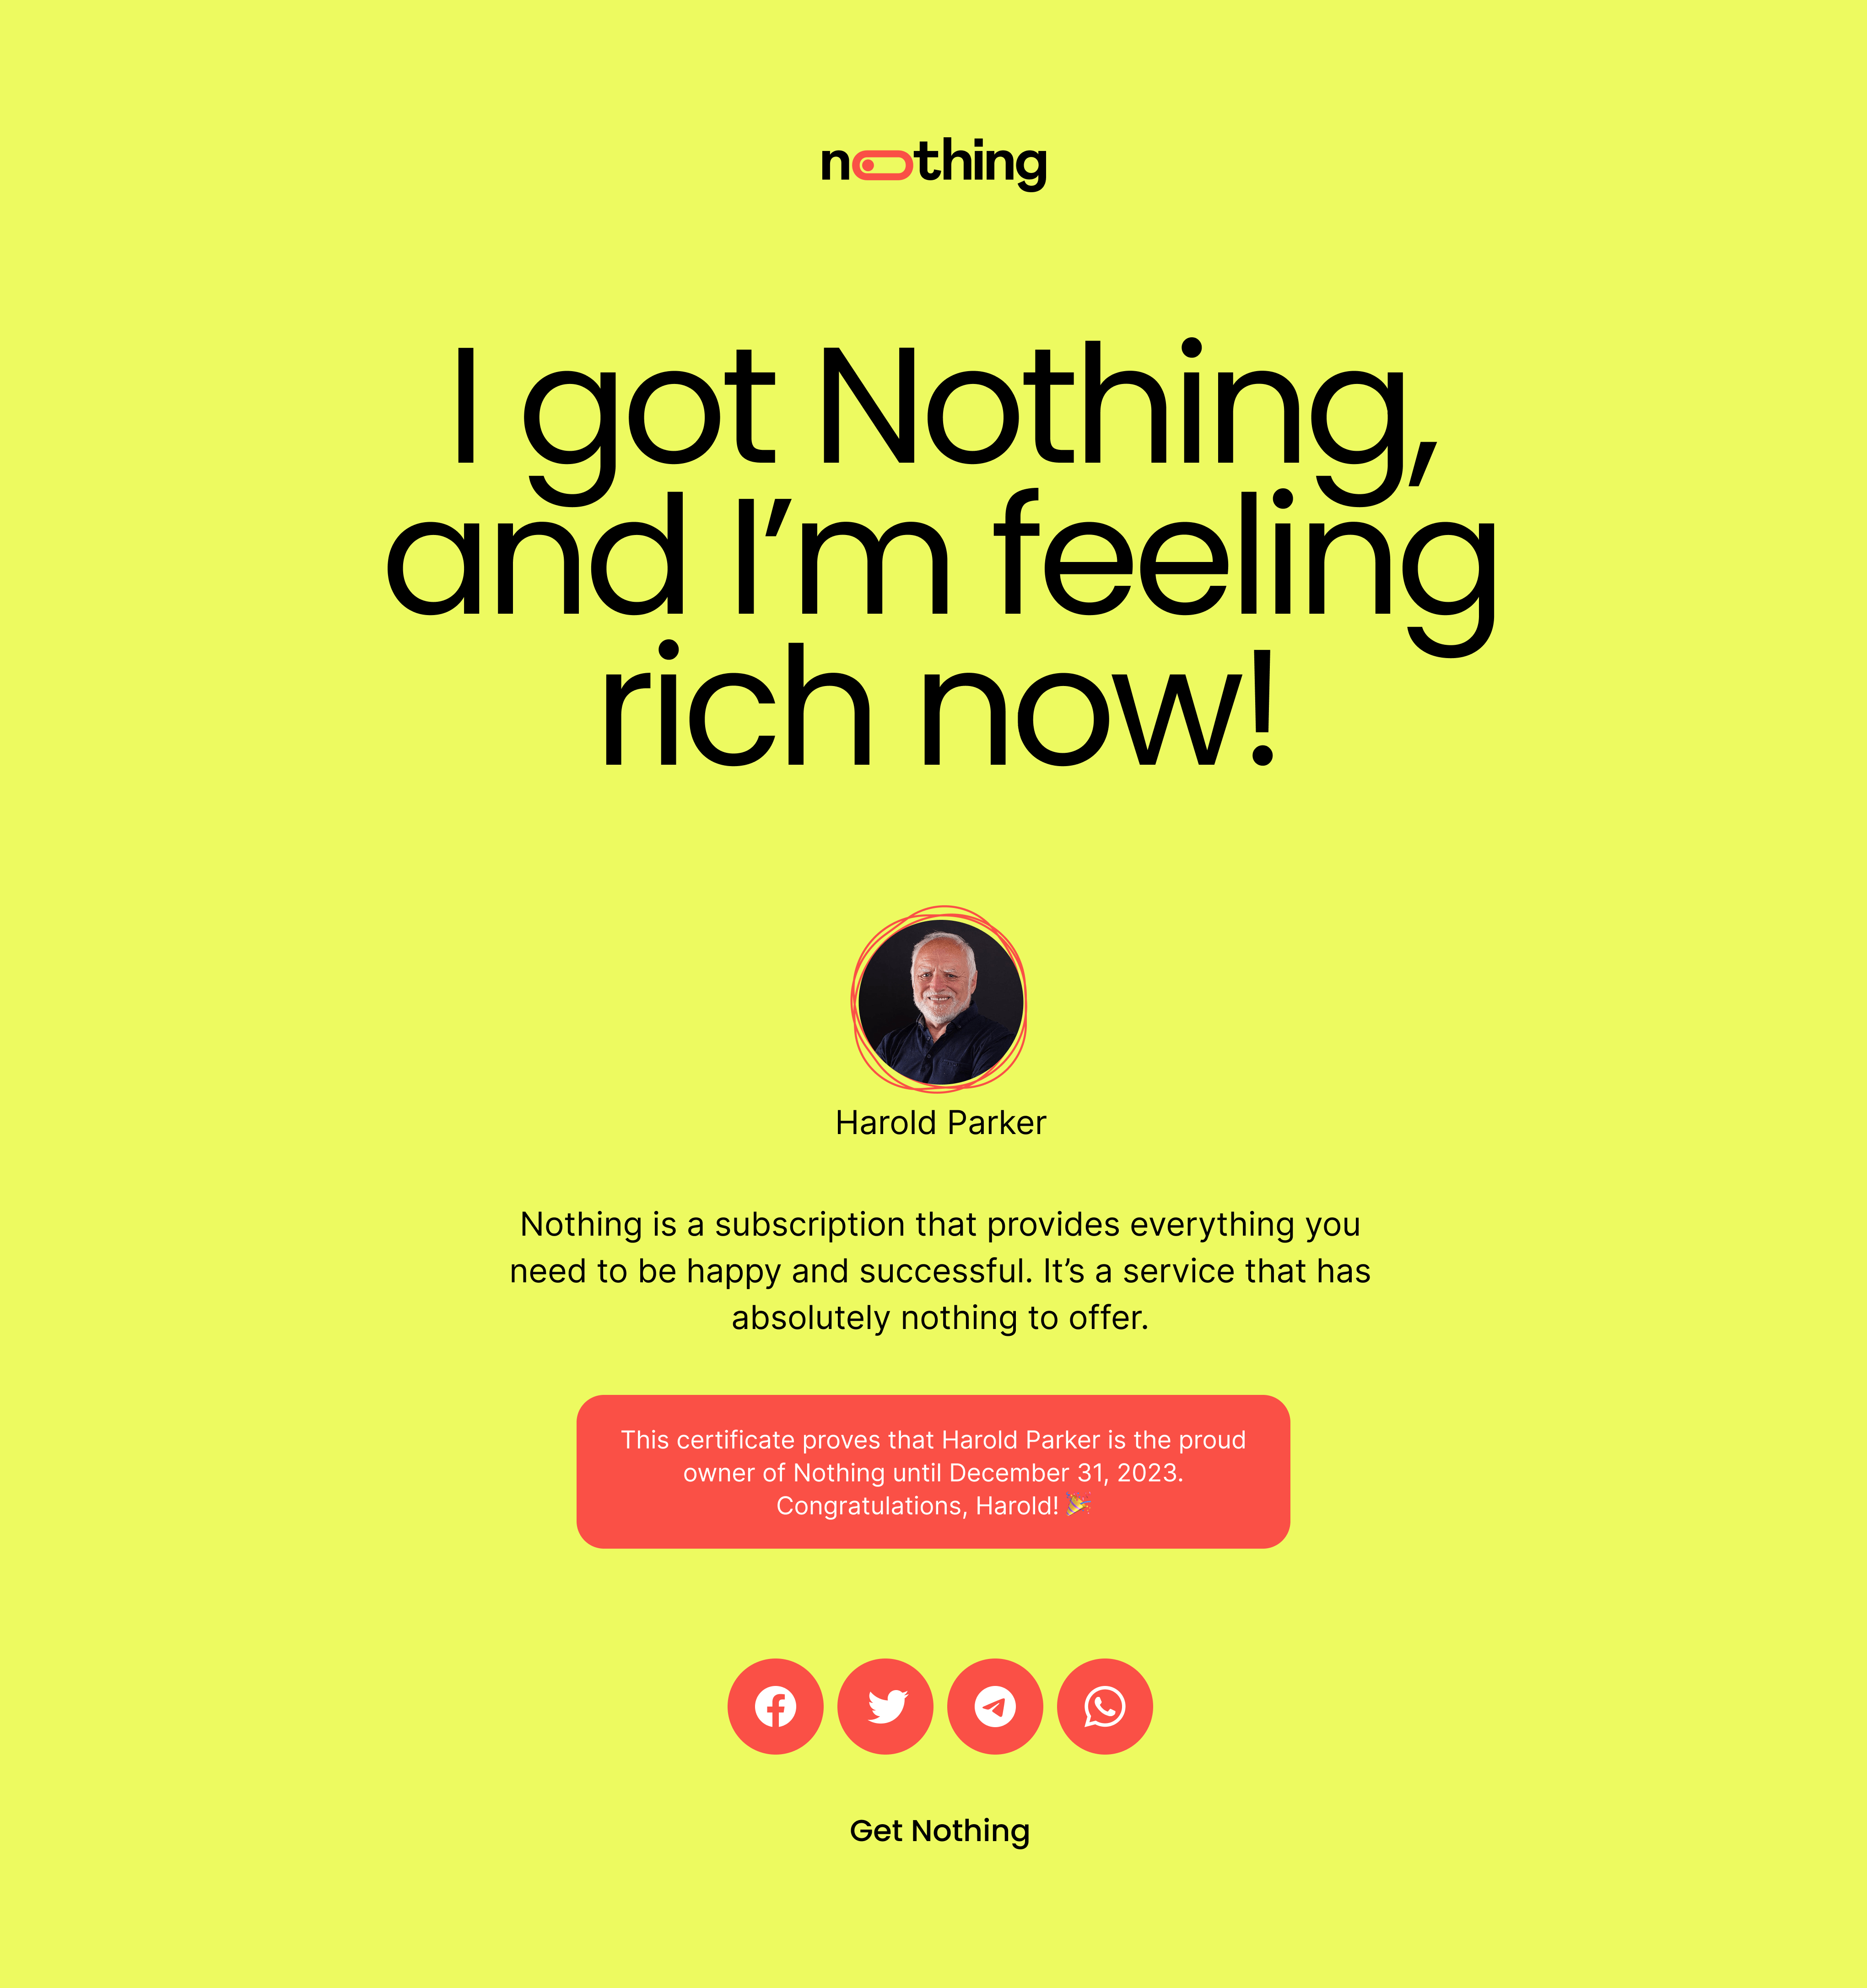 nothing
I got Nothing,
and I’m feeling
rich now!
Harold Parker
Nothing is a subscription that provides everything you
need to be happy and successful. It’s a service that has
absolutely nothing to offer.
This certificate proves that Harold Parker is the proud
owner of Nothing until December 31, 2023.
Congratulations, Harold! 🎉
Get Nothing